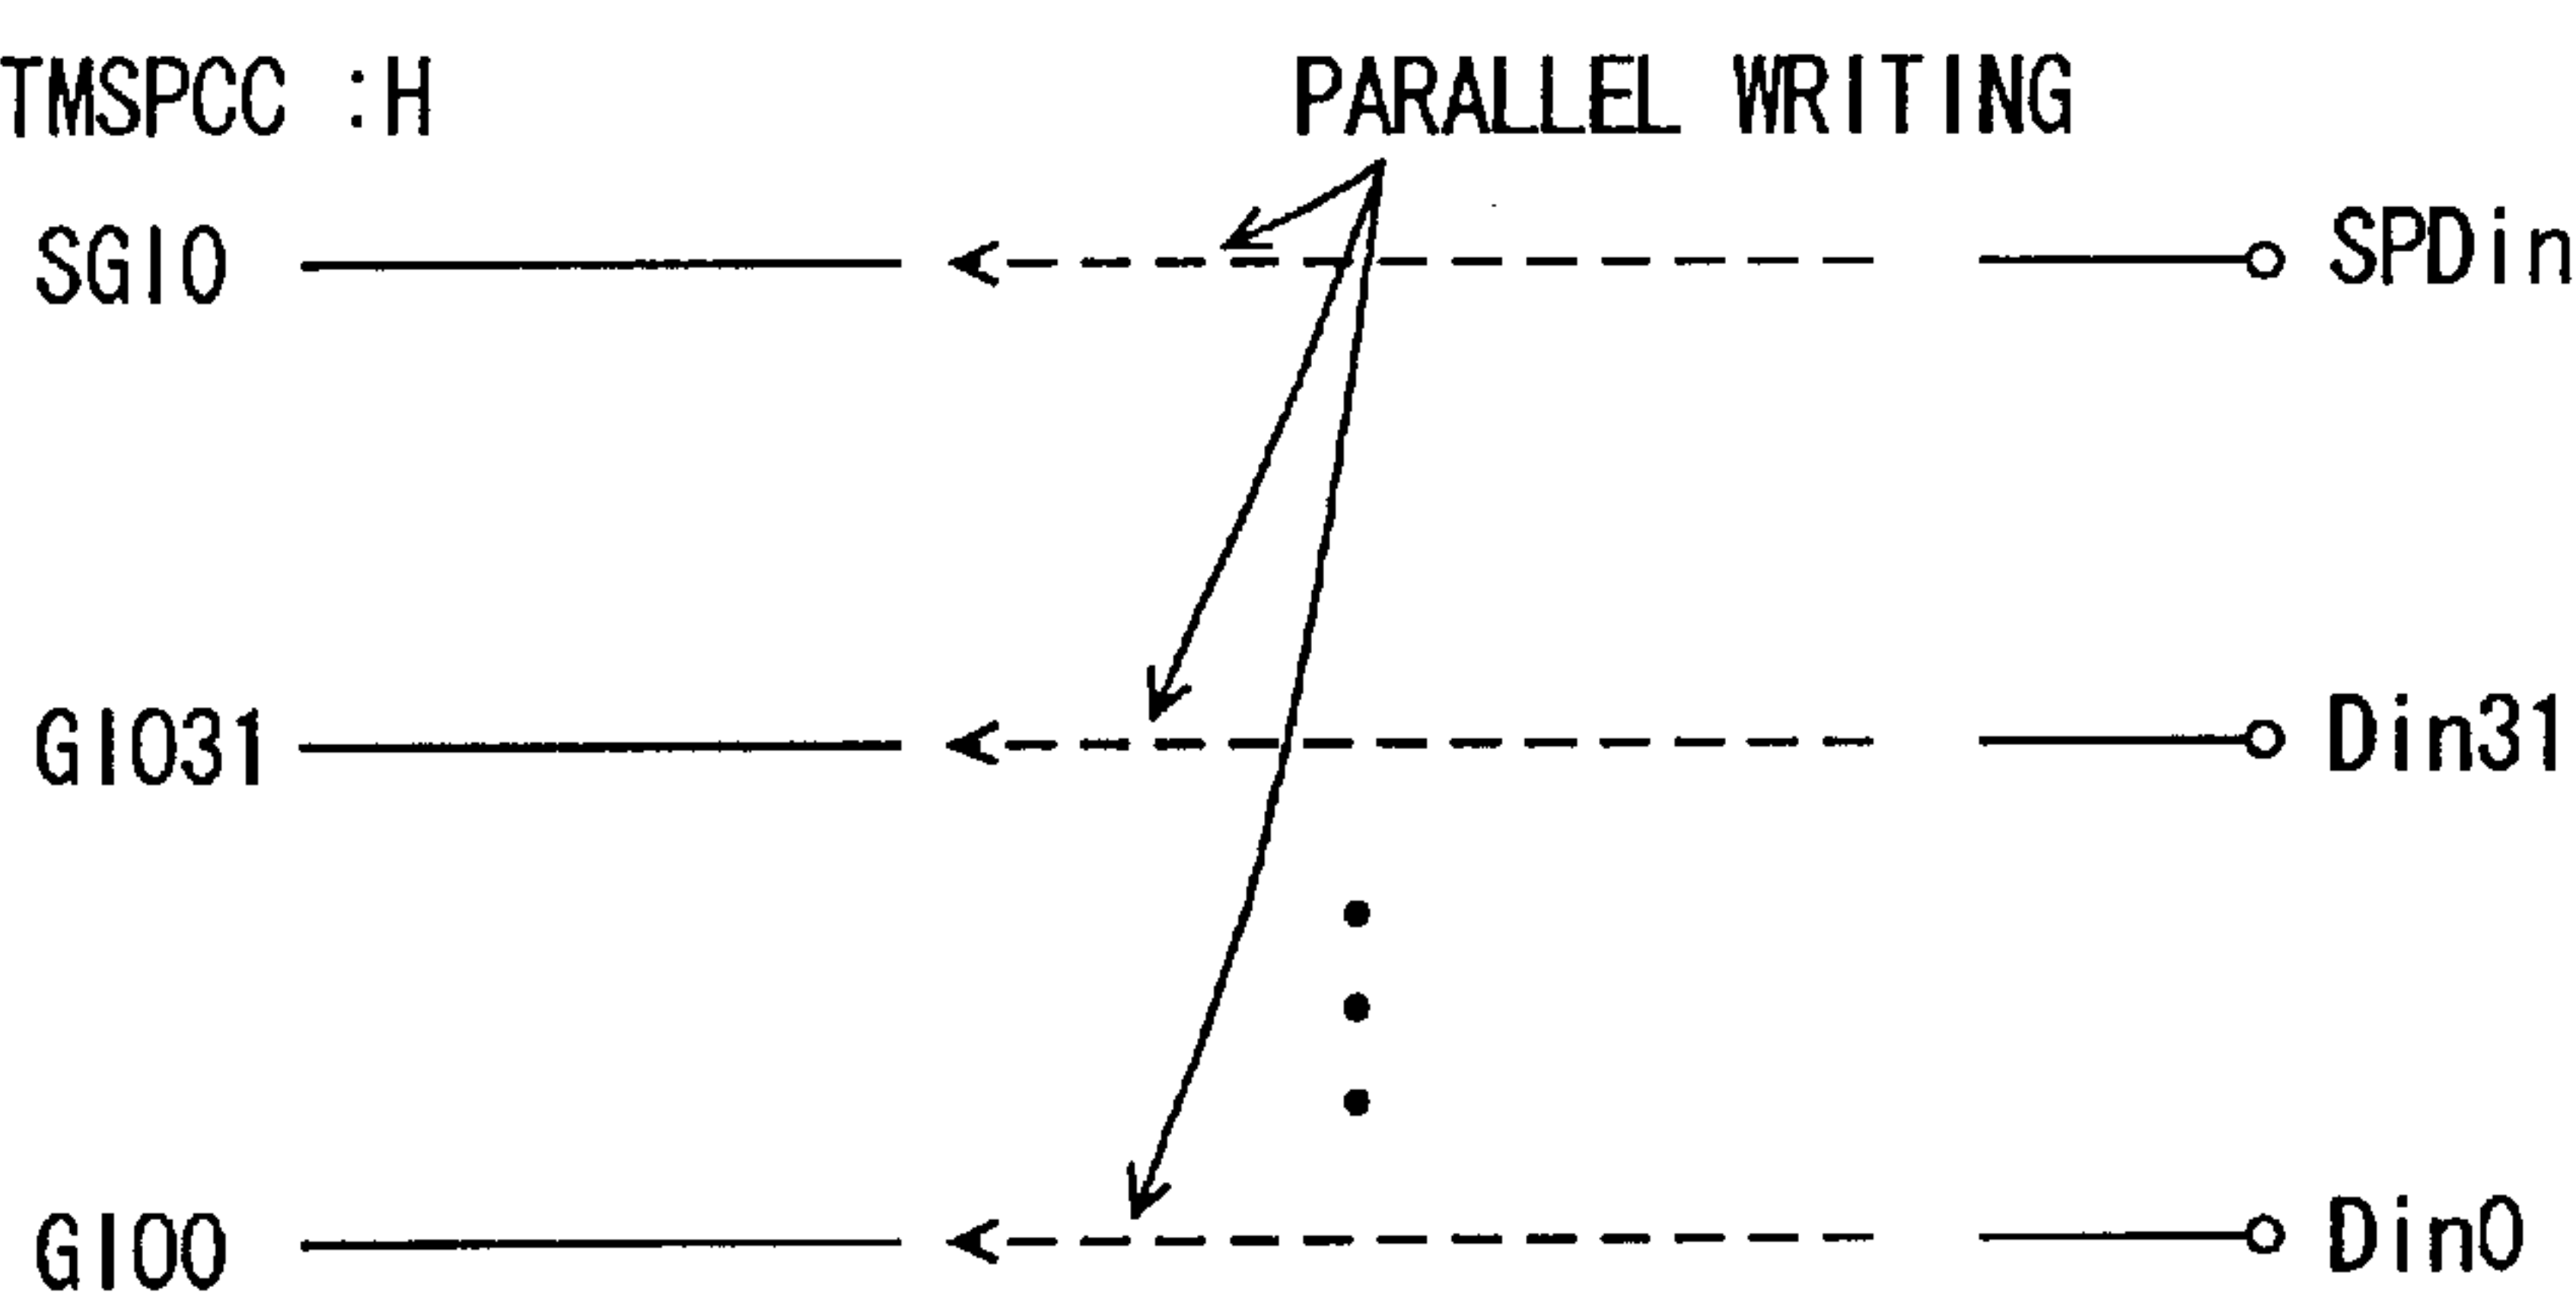 TMSPCC :H
PARALLEL WRITING
SGIO
SPDin
GIO31
Din31
GIO0
Din0